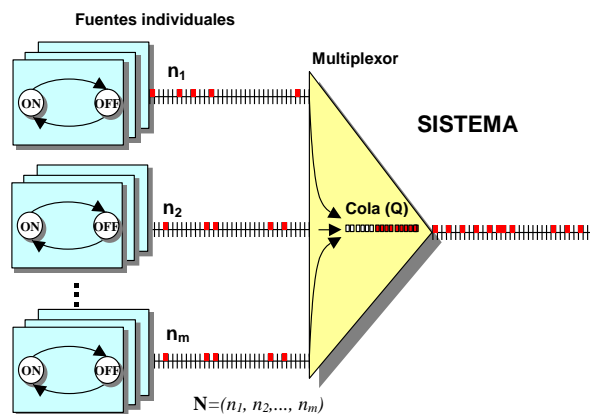 Fuentes individuales
Multiplexor
SISTEMA
n1
ON OFF
Cola (Q)
n2
ON OFF
nm
ON OFF
N=(n1, n2,..., nm)